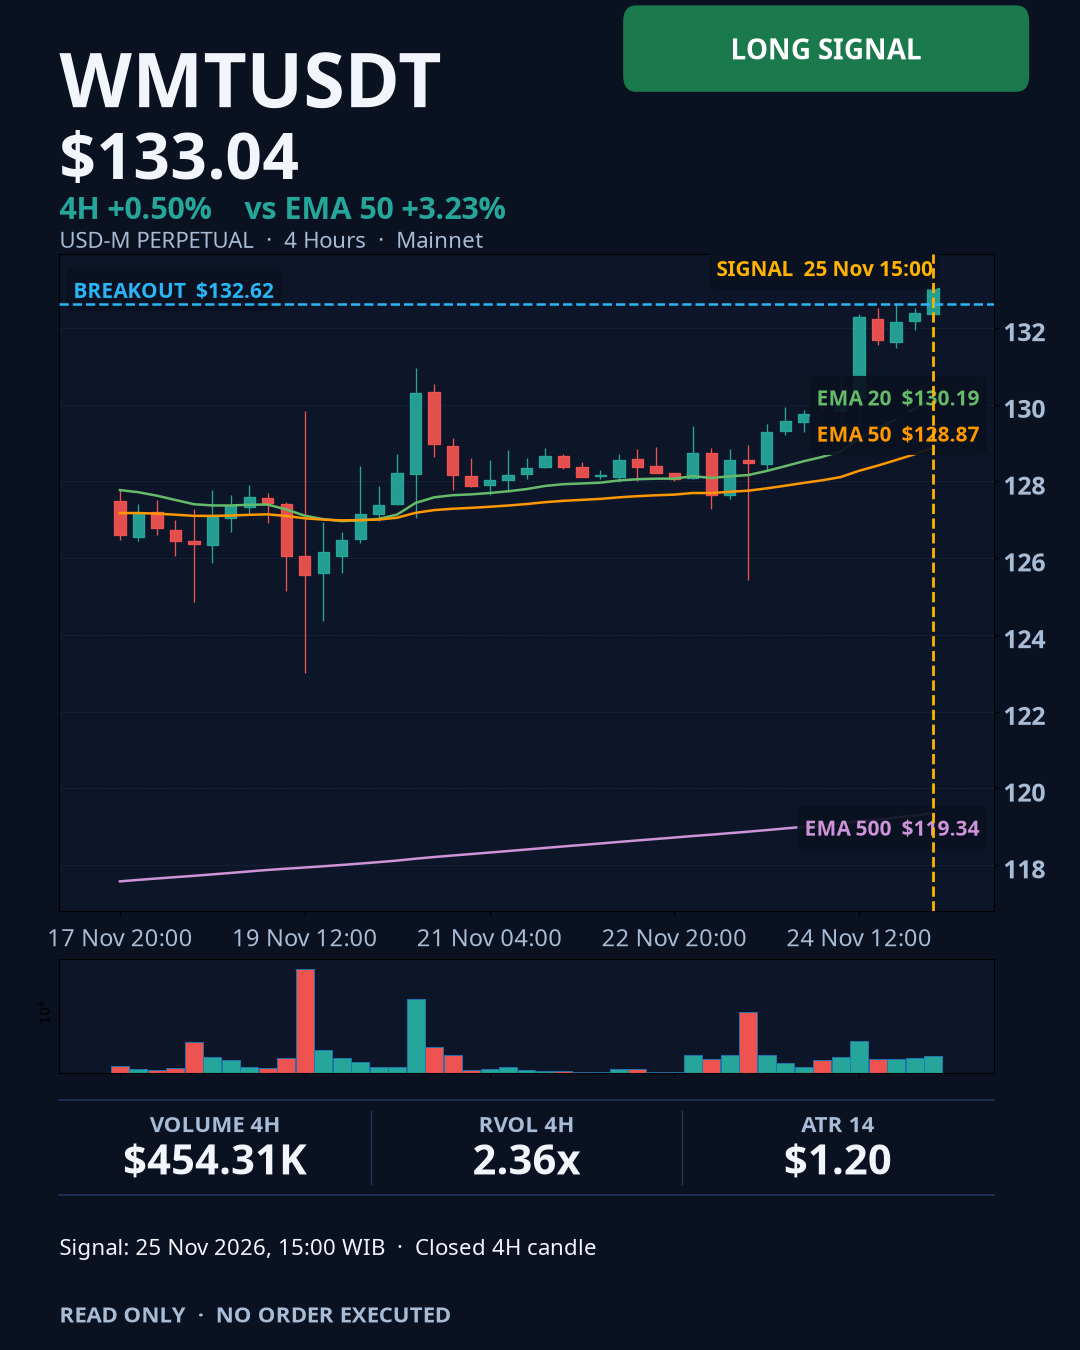 LONG SIGNAL
WMTUSDT
$133.04
4H +0.50% vs EMA 50 +3.23%
USD-M PERPETUAL · 4 Hours · Mainnet
SIGNAL 25 Nov 15:00
BREAKOUT $132.62
132
EMA 20 $130.19
130
EMA 50 $128.87
128
126
124
122
120
EMA 500 $119.34
118
17 Nov 20:00 19 Nov 12:00 21 Nov 04:00 22 Nov 20:00 24 Nov 12:00
10⁶
VOLUME 4H RVOL 4H ATR 14
$454.31K 2.36x $1.20
Signal: 25 Nov 2026, 15:00 WIB · Closed 4H candle
READ ONLY · NO ORDER EXECUTED